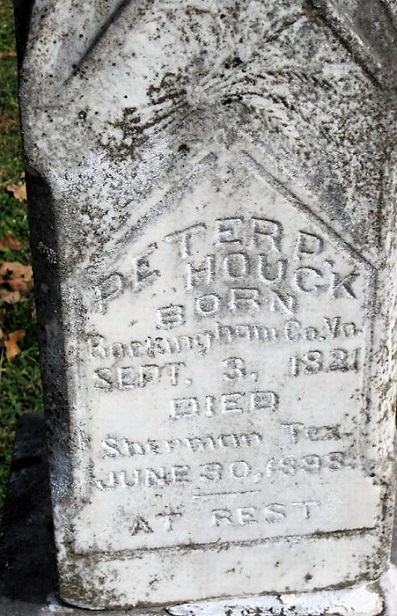 PETER D.
HOUCK
BORN
Rockingham Co. Va.
SEPT. 3, 1821
DIED
Sherman Tex.
JUNE 30, 1898
AT REST